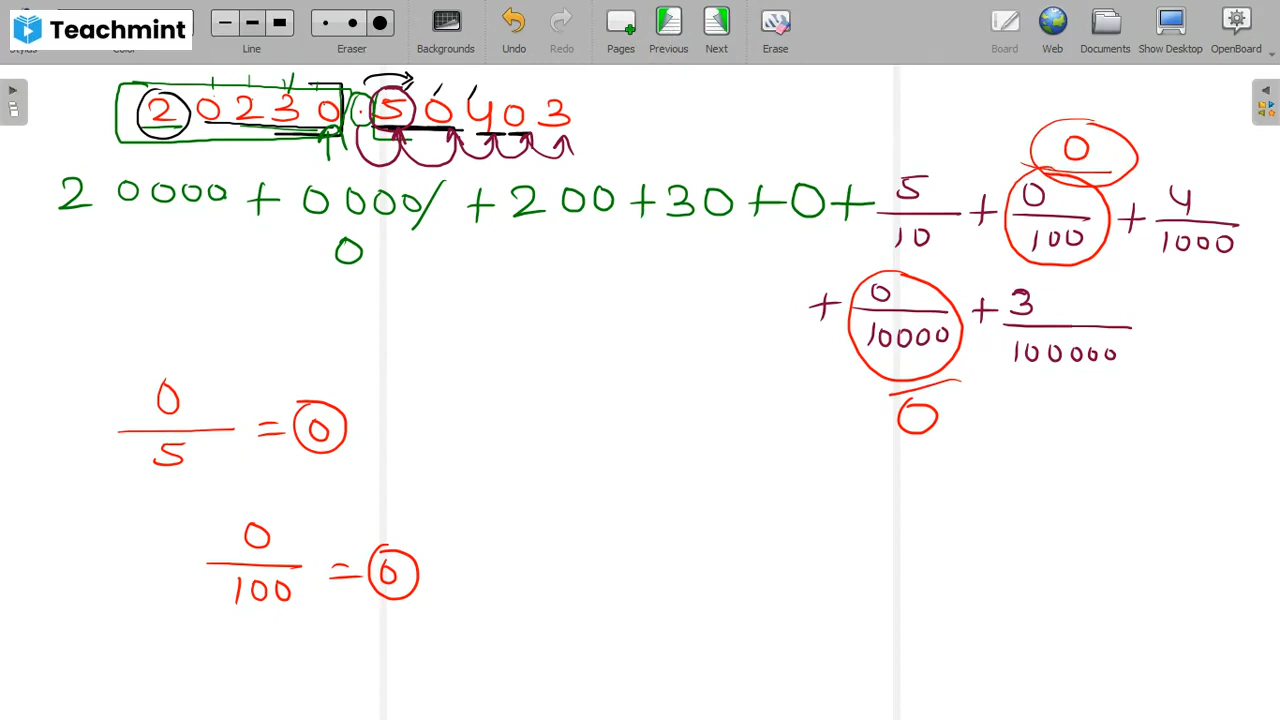 Teachmint
Line
Eraser
Backgrounds
Undo
Redo
Pages
Previous
Next
Erase
Board
Web
Documents
Show Desktop
OpenBoard
20230.50403
20000 + 0000/ + 200 + 30 + 0 + 5/10 + 0/100 + 4/1000
0
0
+ 0/10000 + 3/100000
0
0/5 = 0
0/100 = 0